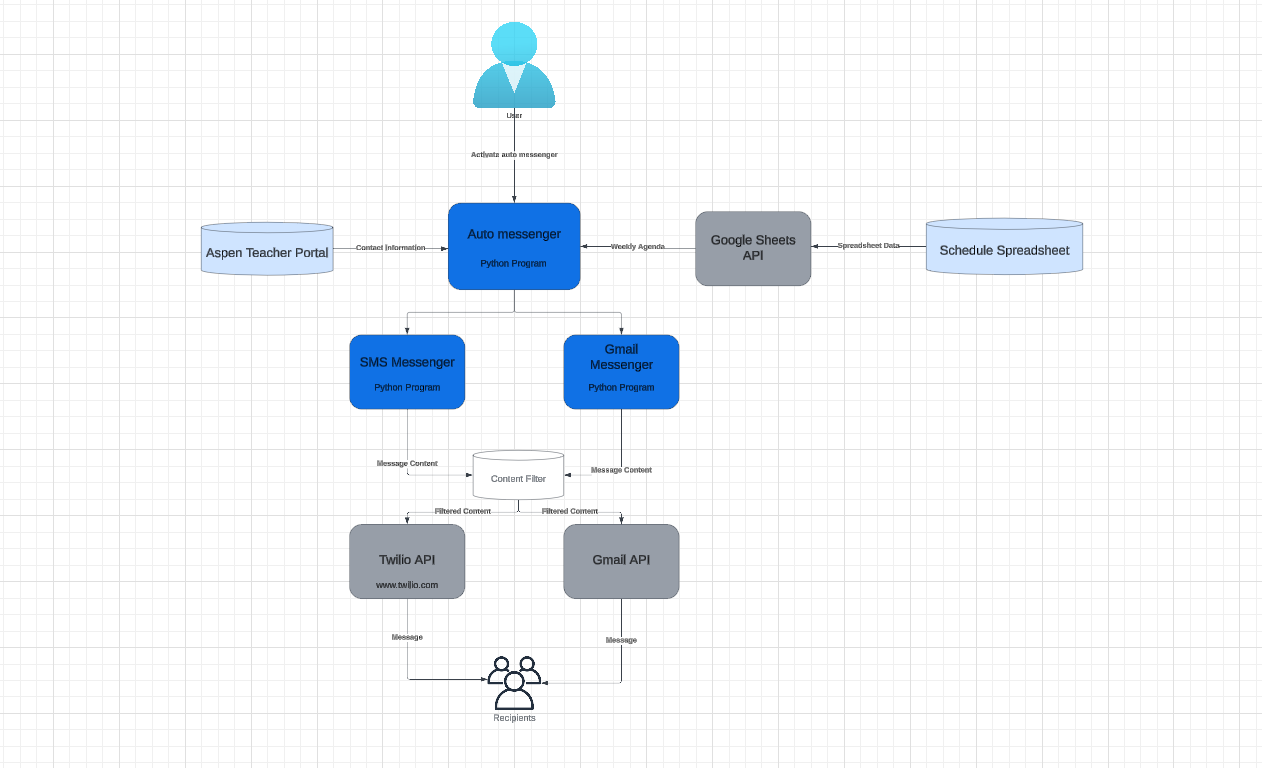 User
Activate auto messenger
Auto messenger
Python Program
Aspen Teacher Portal
Contact Information
Weekly Agenda
Google Sheets
API
Spreadsheet Data
Schedule Spreadsheet
SMS Messenger
Python Program
Gmail
Messenger
Python Program
Message Content
Message Content
Content Filter
Filtered Content
Filtered Content
Twilio API
www.twilio.com
Gmail API
Message
Message
Recipients